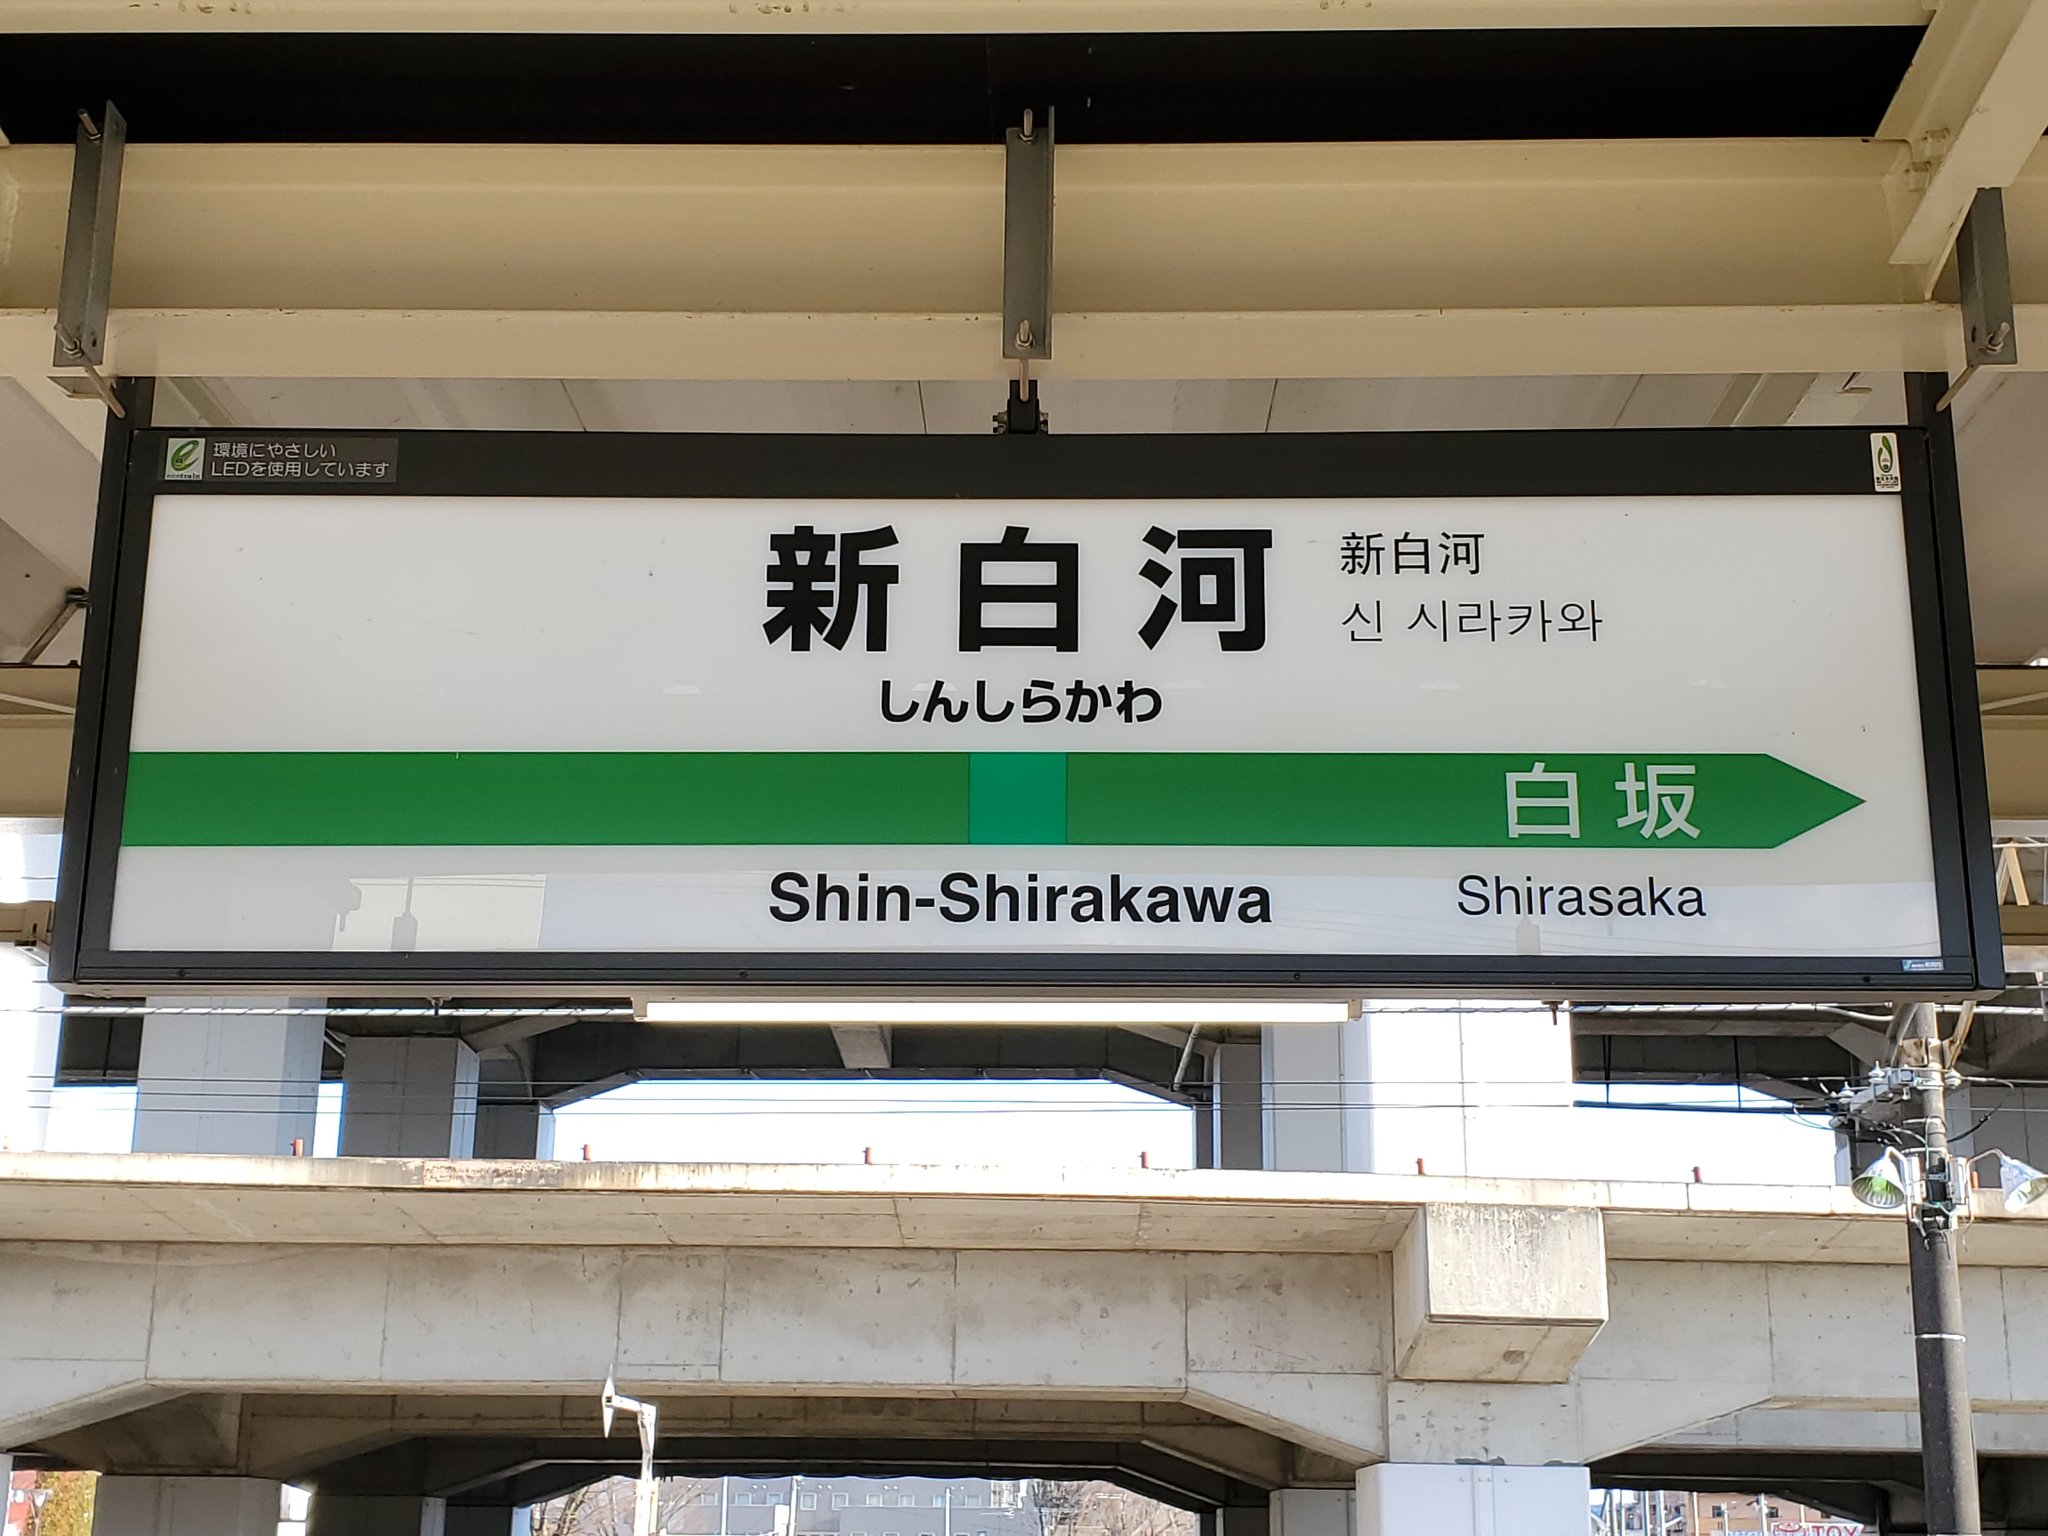 環境にやさしい
LEDを使用しています
ecotrain
新白河
新白河
신 시라카와
しんしらかわ
白坂
Shin-Shirakawa
Shirasaka